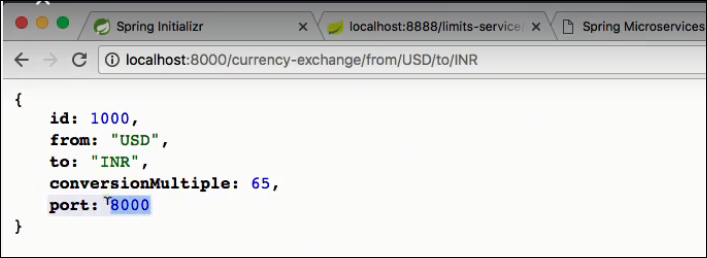 Spring Initializr
localhost:8888/limits-service/
Spring Microservices
localhost:8000/currency-exchange/from/USD/to/INR
{
id: 1000,
from: "USD",
to: "INR",
conversionMultiple: 65,
port: 8000
}